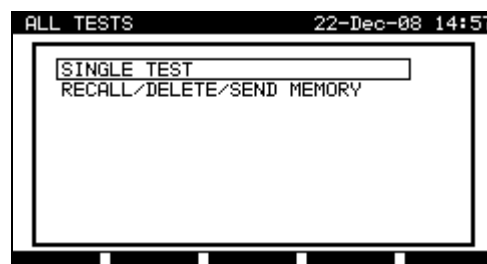 ALL TESTS 22-Dec-08 14:57
SINGLE TEST
RECALL/DELETE/SEND MEMORY